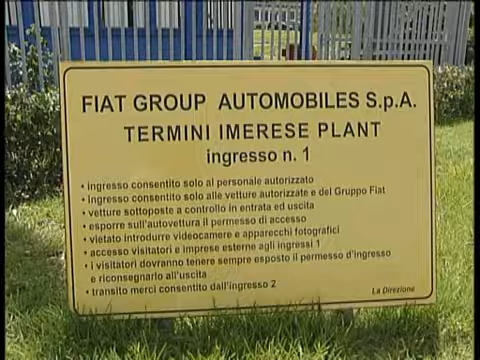 FIAT GROUP AUTOMOBILES S.p.A.
TERMINI IMERESE PLANT
ingresso n. 1
• ingresso consentito solo al personale autorizzato
• ingresso consentito solo alle vetture autorizzate e del Gruppo Fiat
• vetture sottoposte a controllo in entrata ed uscita
• esporre sull'autovettura il permesso di accesso
• vietato introdurre videocamere e apparecchi fotografici
• accesso visitatori e imprese esterne agli ingressi 1
• i visitatori dovranno tenere sempre esposto il permesso d'ingresso
e riconsegnarlo all'uscita
• transito merci consentito dall'ingresso 2
La Direzione